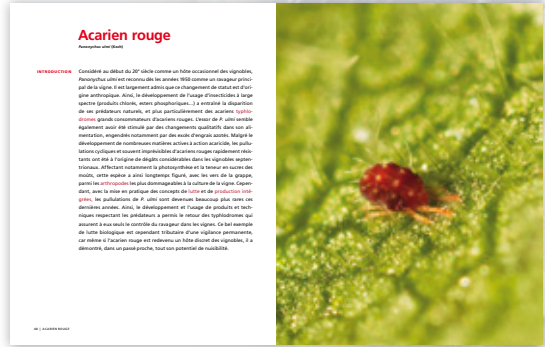 Acarien rouge
Panonychus ulmi (Koch)
INTRODUCTION
Considéré au début du 20e siècle comme un hôte occasionnel des vignobles,
Panonychus ulmi est reconnu dès les années 1950 comme un ravageur princi-
pal de la vigne. Il est largement admis que ce changement de statut est d'ori-
gine anthropique. Ainsi, le développement de l'usage d'insecticides à large
spectre (produits chlorés, esters phosphoriques...) a entraîné la disparition
de ses prédateurs naturels, et plus particulièrement des acariens typhlo-
dromes grands consommateurs d'acariens rouges. L'essor de P. ulmi semble
également avoir été stimulé par des changements qualitatifs dans son ali-
mentation, engendrés notamment par des excès d'engrais azotés. Malgré le
développement de nombreuses matières actives à action acaricide, les pullu-
lations cycliques et souvent imprévisibles d'acariens rouges rapidement résis-
tants ont été à l'origine de dégâts considérables dans les vignobles septen-
trionaux. Affectant notamment la photosynthèse et la teneur en sucres des
moûts, cette espèce a ainsi longtemps figuré, avec les vers de la grappe,
parmi les arthropodes les plus dommageables à la culture de la vigne. Cepen-
dant, avec la mise en pratique des concepts de lutte et de production inté-
grées, les pullulations de P. ulmi sont devenues beaucoup plus rares ces
dernières années. Ainsi, le développement et l'usage de produits et tech-
niques respectant les prédateurs a permis le retour des typhlodromes qui
assurent à eux seuls le contrôle du ravageur dans les vignes. Ce bel exemple
de lutte biologique est cependant tributaire d'une vigilance permanente,
car même si l'acarien rouge est redevenu un hôte discret des vignobles, il a
démontré, dans un passé proche, tout son potentiel de nuisibilité.
48 | ACARIEN ROUGE